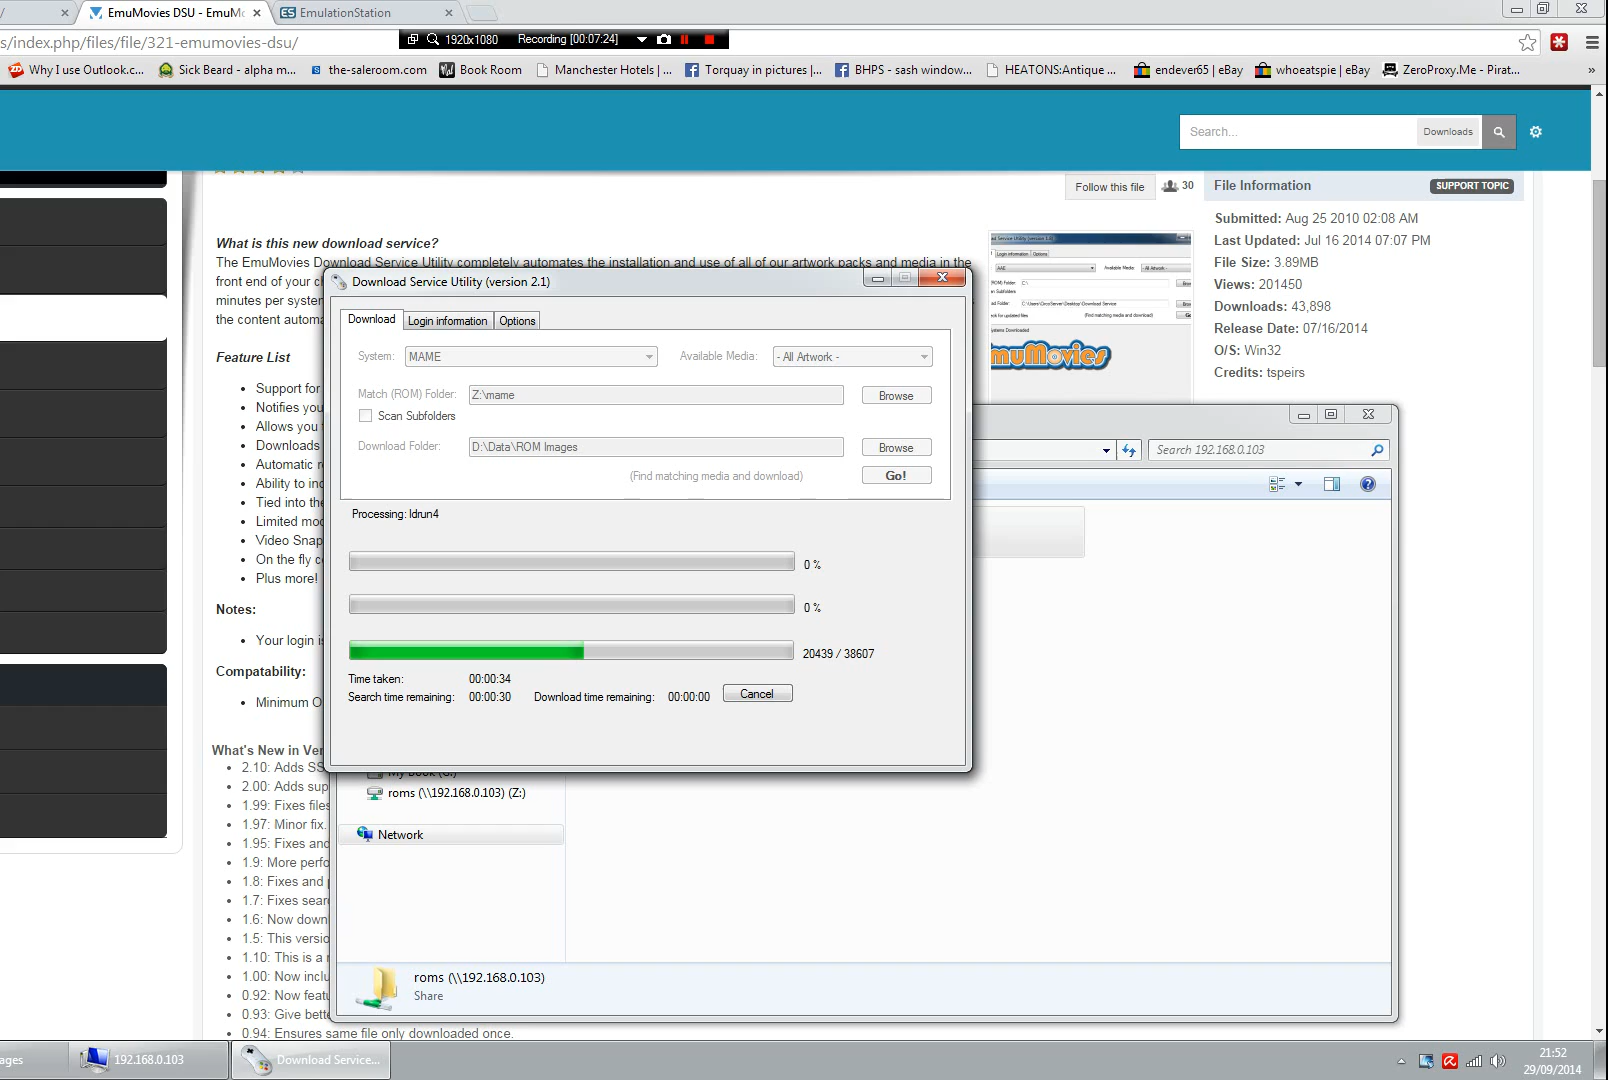 /
EmuMovies DSU - EmuM
EmulationStation
s/index.php/files/file/321-emumovies-dsu/
1920x1080
Recording [00:07:24]
Why I use Outlook.c...
Sick Beard - alpha m...
the-saleroom.com
Book Room
Manchester Hotels | ...
Torquay in pictures |...
BHPS - sash window...
HEATONS:Antique ...
endever65 | eBay
whoeatspie | eBay
ZeroProxy.Me - Pirat...
»
Search...
Downloads
Follow this file
30
File Information
SUPPORT TOPIC
Submitted: Aug 25 2010 02:08 AM
Last Updated: Jul 16 2014 07:07 PM
File Size: 3.89MB
Views: 201450
Downloads: 43,898
Release Date: 07/16/2014
O/S: Win32
Credits: tspeirs
What is this new download service?
The EmuMovies Download Service Utility completely automates the installation and use of all of our artwork packs and media in the
front end of your ch
minutes per system
the content automa
Feature List
Support for
Notifies you
Allows you
Downloads
Automatic r
Ability to inc
Tied into the
Limited mod
Video Snap
On the fly c
Plus more!
Notes:
Your login is
Compatability:
Minimum O
What's New in Ver
2.10: Adds SS
2.00: Adds sup
1.99: Fixes files
1.97: Minor fix.
1.95: Fixes and
1.9: More perfo
1.8: Fixes and
1.7: Fixes sear
1.6: Now down
1.5: This versio
1.10: This is a
1.00: Now inclu
0.92: Now featu
0.93: Give bette
0.94: Ensures same file only downloaded once.
Download Service Utility (version 2.1)
Download
Login information
Options
System:
MAME
Available Media:
- All Artwork -
Match (ROM) Folder:
Z:\mame
Browse
Scan Subfolders
Download Folder:
D:\Data\ROM Images
Browse
(Find matching media and download)
Go!
Processing: ldrun4
0 %
0 %
20439 / 38607
Time taken:
00:00:34
Search time remaining:
00:00:30
Download time remaining:
00:00:00
Cancel
Search 192.168.0.103
My Book (G:)
roms (\\192.168.0.103) (Z:)
Network
roms (\\192.168.0.103)
Share
ages
192.168.0.103
Download Service...
21:52
29/09/2014